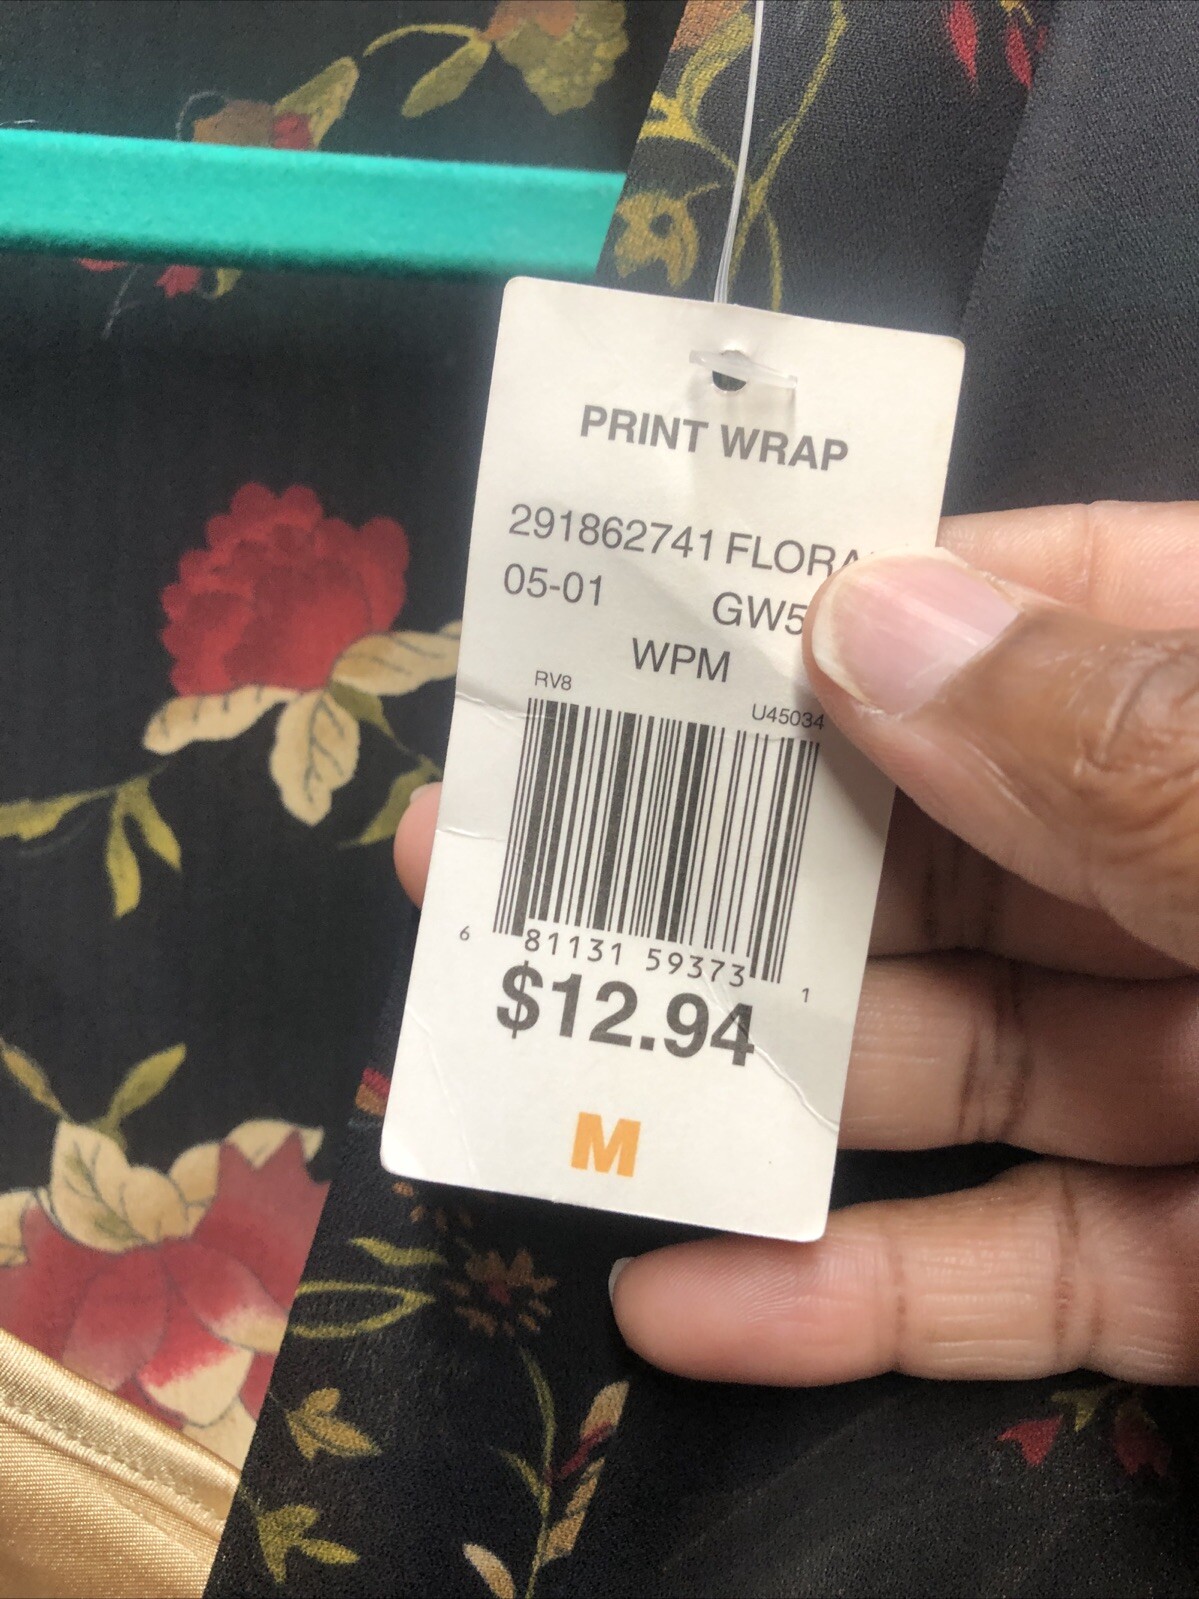 PRINT WRAP
291862741 FLORA
05-01 GW5
WPM
RV8 U45034
6 81131 59373 1
$12.94
M